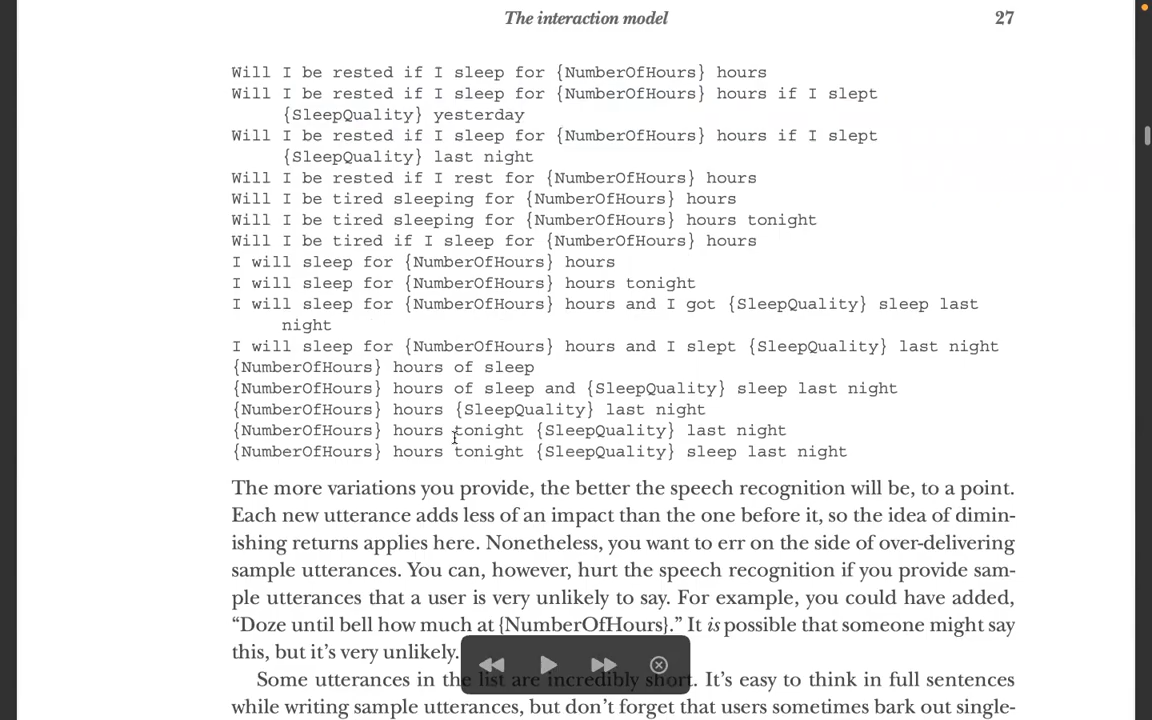 The interaction model 27
Will I be rested if I sleep for {NumberOfHours} hours
Will I be rested if I sleep for {NumberOfHours} hours if I slept
{SleepQuality} yesterday
Will I be rested if I sleep for {NumberOfHours} hours if I slept
{SleepQuality} last night
Will I be rested if I rest for {NumberOfHours} hours
Will I be tired sleeping for {NumberOfHours} hours
Will I be tired sleeping for {NumberOfHours} hours tonight
Will I be tired if I sleep for {NumberOfHours} hours
I will sleep for {NumberOfHours} hours
I will sleep for {NumberOfHours} hours tonight
I will sleep for {NumberOfHours} hours and I got {SleepQuality} sleep last
night
I will sleep for {NumberOfHours} hours and I slept {SleepQuality} last night
{NumberOfHours} hours of sleep
{NumberOfHours} hours of sleep and {SleepQuality} sleep last night
{NumberOfHours} hours {SleepQuality} last night
{NumberOfHours} hours tonight {SleepQuality} last night
{NumberOfHours} hours tonight {SleepQuality} sleep last night
The more variations you provide, the better the speech recognition will be, to a point.
Each new utterance adds less of an impact than the one before it, so the idea of dimin-
ishing returns applies here. Nonetheless, you want to err on the side of over-delivering
sample utterances. You can, however, hurt the speech recognition if you provide sam-
ple utterances that a user is very unlikely to say. For example, you could have added,
“Doze until bell how much at {NumberOfHours}.” It is possible that someone might say
this, but it’s very unlikely.
Some utterances in the list are incredibly short. It’s easy to think in full sentences
while writing sample utterances, but don’t forget that users sometimes bark out single-